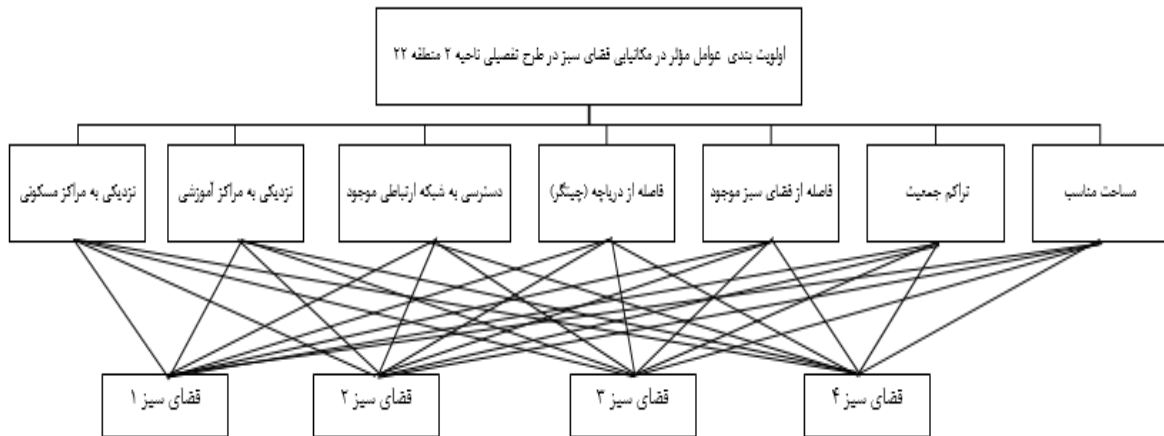 اولویت بندی عوامل مؤثر در مکانیابی فضای سبز در طرح تفصیلی ناحیه ۲ منطقه ۲۲
مساحت مناسب
تراکم جمعیت
فاصله از فضای سبز موجود
فاصله از دریاچه (چیتگر)
دسترسی به شبکه ارتباطی موجود
نزدیکی به مراکز آموزشی
نزدیکی به مراکز مسکونی
فضای سبز ۴
فضای سبز ۳
فضای سبز ۲
فضای سبز ۱